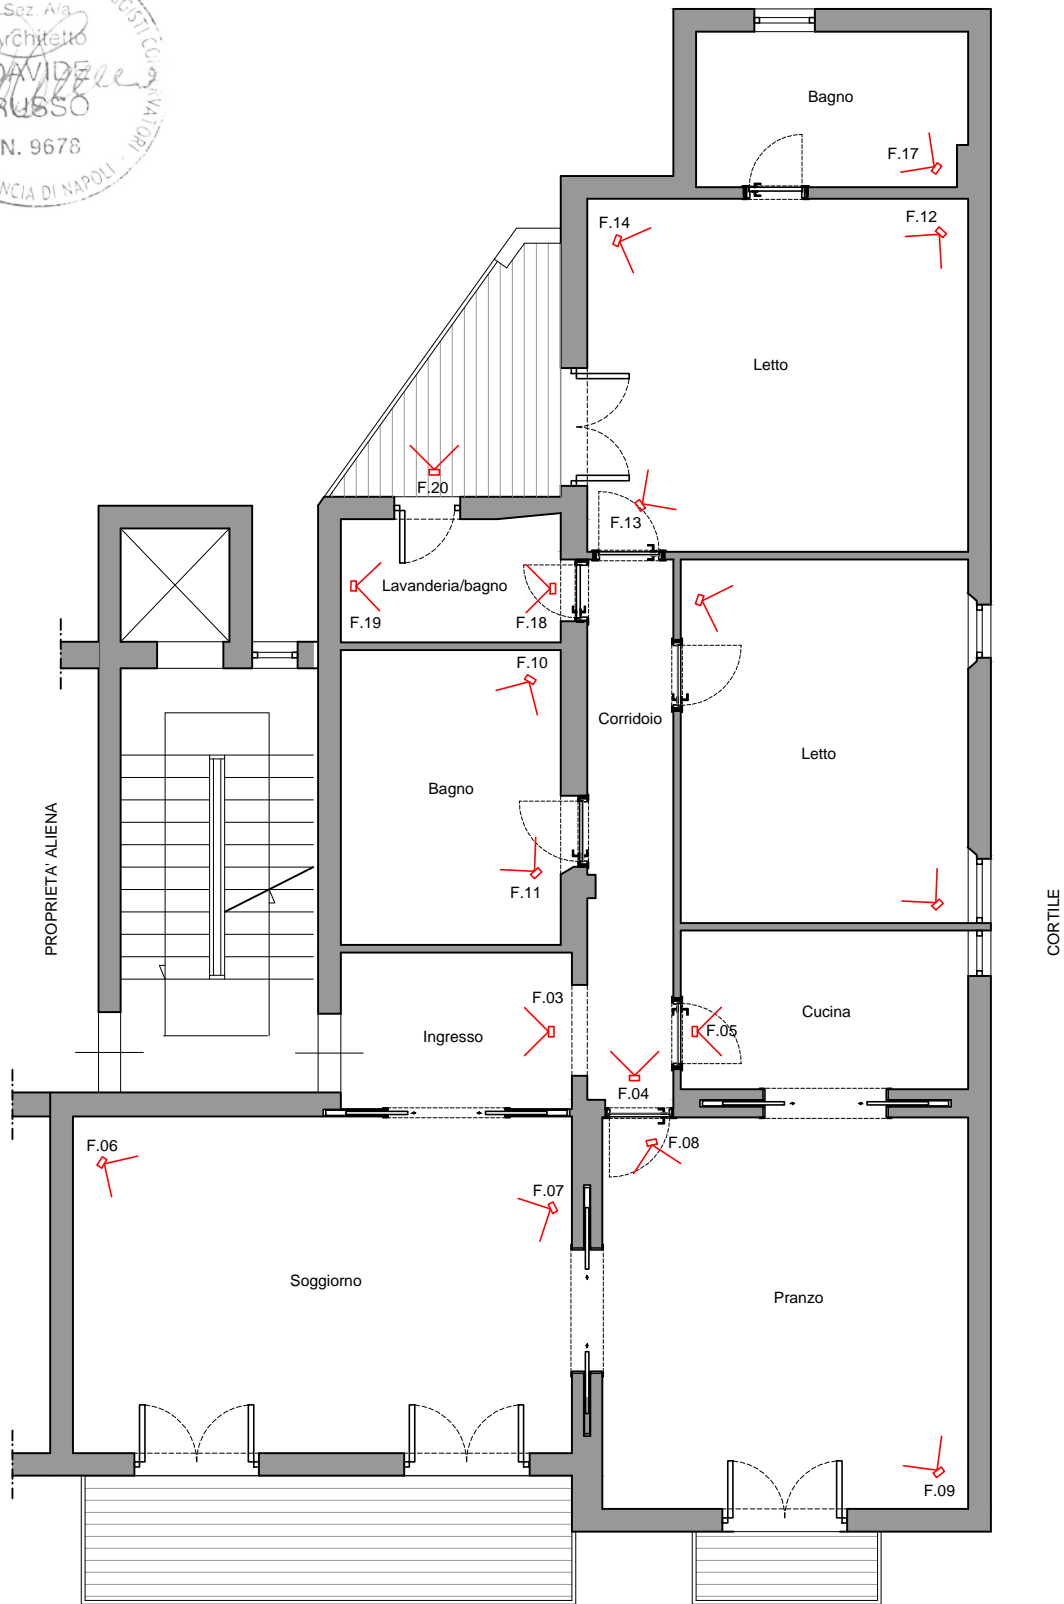 Sez. A/a
Architetto
DAVIDE
RUSSO
N. 9678
NCIA DI NAPOLI
Bagno
F.17
F.14
F.12
Letto
F.20
F.13
Lavanderia/bagno
F.19
F.18
F.10
Corridoio
Letto
Bagno
PROPRIETA' ALIENA
F.11
CORTILE
F.03
Cucina
Ingresso
F.05
F.04
F.06
F.08
F.07
Soggiorno
Pranzo
F.09